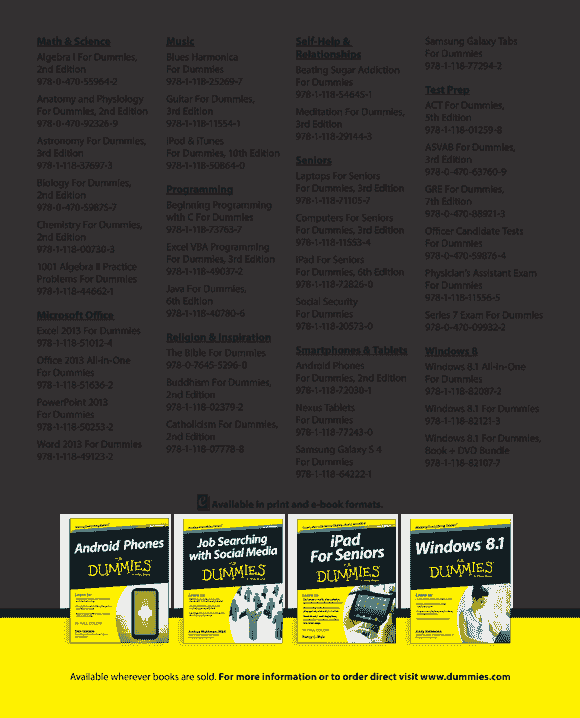 Math & Science
Algebra I For Dummies,
2nd Edition
978-0-470-55964-2
Anatomy and Physiology
For Dummies, 2nd Edition
978-0-470-92326-9
Astronomy For Dummies,
3rd Edition
978-1-118-37697-3
Biology For Dummies,
2nd Edition
978-0-470-59875-7
Chemistry For Dummies,
2nd Edition
978-1-118-00730-3
1001 Algebra II Practice
Problems For Dummies
978-1-118-44662-1
Microsoft Office
Excel 2013 For Dummies
978-1-118-51012-4
Office 2013 All-in-One
For Dummies
978-1-118-51636-2
PowerPoint 2013
For Dummies
978-1-118-50253-2
Word 2013 For Dummies
978-1-118-49123-2
Music
Blues Harmonica
For Dummies
978-1-118-25269-7
Guitar For Dummies,
3rd Edition
978-1-118-11554-1
iPod & iTunes
For Dummies, 10th Edition
978-1-118-50864-0
Programming
Beginning Programming
with C For Dummies
978-1-118-73763-7
Excel VBA Programming
For Dummies, 3rd Edition
978-1-118-49037-2
Java For Dummies,
6th Edition
978-1-118-40780-6
Religion & Inspiration
The Bible For Dummies
978-0-7645-5296-0
Buddhism For Dummies,
2nd Edition
978-1-118-02379-2
Catholicism For Dummies,
2nd Edition
978-1-118-07778-8
Self-Help &
Relationships
Beating Sugar Addiction
For Dummies
978-1-118-54645-1
Meditation For Dummies,
3rd Edition
978-1-118-29144-3
Seniors
Laptops For Seniors
For Dummies, 3rd Edition
978-1-118-71105-7
Computers For Seniors
For Dummies, 3rd Edition
978-1-118-11553-4
iPad For Seniors
For Dummies, 6th Edition
978-1-118-72826-0
Social Security
For Dummies
978-1-118-20573-0
Smartphones & Tablets
Android Phones
For Dummies, 2nd Edition
978-1-118-72030-1
Nexus Tablets
For Dummies
978-1-118-77243-0
Samsung Galaxy S 4
For Dummies
978-1-118-64222-1
Samsung Galaxy Tabs
For Dummies
978-1-118-77294-2
Test Prep
ACT For Dummies,
5th Edition
978-1-118-01259-8
ASVAB For Dummies,
3rd Edition
978-0-470-63760-9
GRE For Dummies,
7th Edition
978-0-470-88921-3
Officer Candidate Tests
For Dummies
978-0-470-59876-4
Physician's Assistant Exam
For Dummies
978-1-118-11556-5
Series 7 Exam For Dummies
978-0-470-09932-2
Windows 8
Windows 8.1 All-in-One
For Dummies
978-1-118-82087-2
Windows 8.1 For Dummies
978-1-118-82121-3
Windows 8.1 For Dummies,
Book + DVD Bundle
978-1-118-82107-7
Available in print and e-book formats.
Android Phones
FOR
DUMMIES
Job Searching
with Social Media
FOR
DUMMIES
iPad
For Seniors
FOR
DUMMIES
Windows 8.1
FOR
DUMMIES
Available wherever books are sold. For more information or to order direct visit www.dummies.com